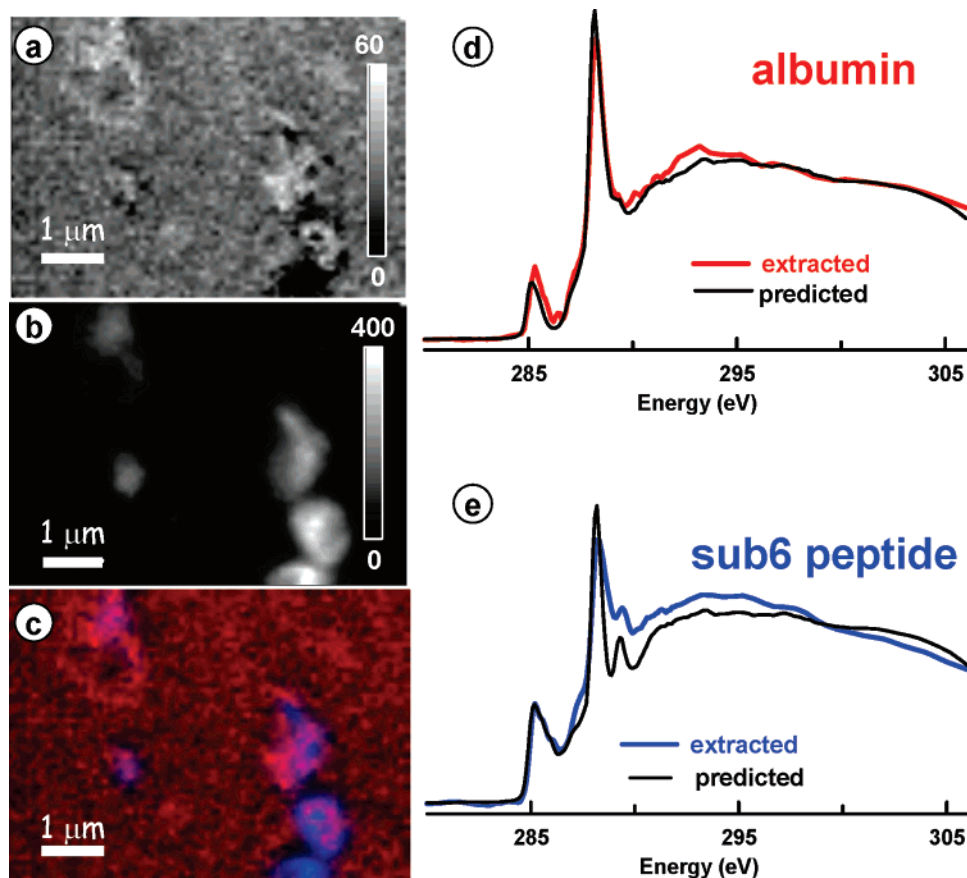 a
60
1 μm
0
b
400
1 μm
0
c
1 μm
d
albumin
extracted
predicted
285
295
305
Energy (eV)
e
sub6 peptide
extracted
predicted
285
295
305
Energy (eV)